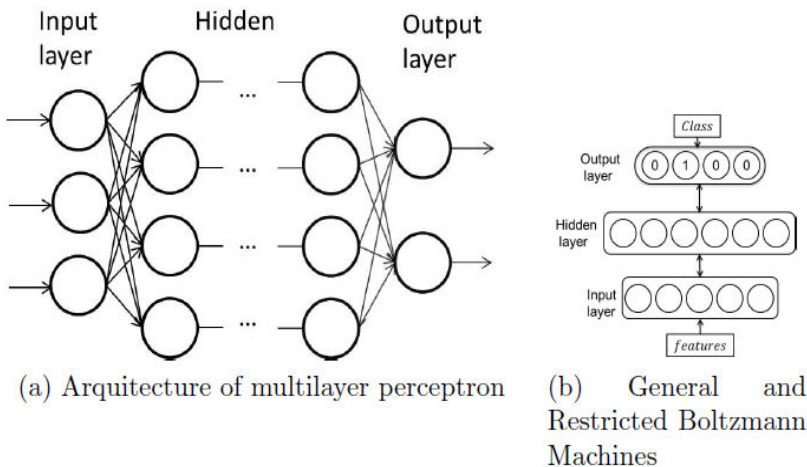 Input
layer
Hidden
Output
layer
...
...
...
...
...
...
...
...
(a) Arquitecture of multilayer perceptron
Class
Output
layer
0 1 0 0
Hidden
layer
Input
layer
features
(b) General and
Restricted Boltzmann
Machines